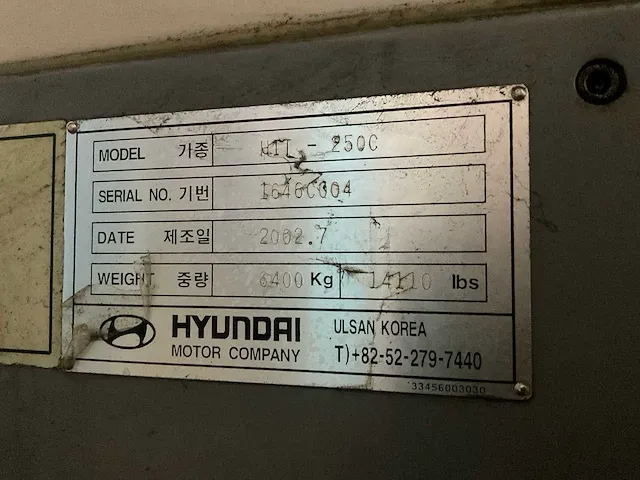 MODEL 가종 HIT - 250C
SERIAL NO. 기번 1646C004
DATE 제조일 2002.7
WEIGHT 중량 6400 Kg 14110 lbs
HYUNDAI ULSAN KOREA
MOTOR COMPANY T)+82-52-279-7440
33456003030